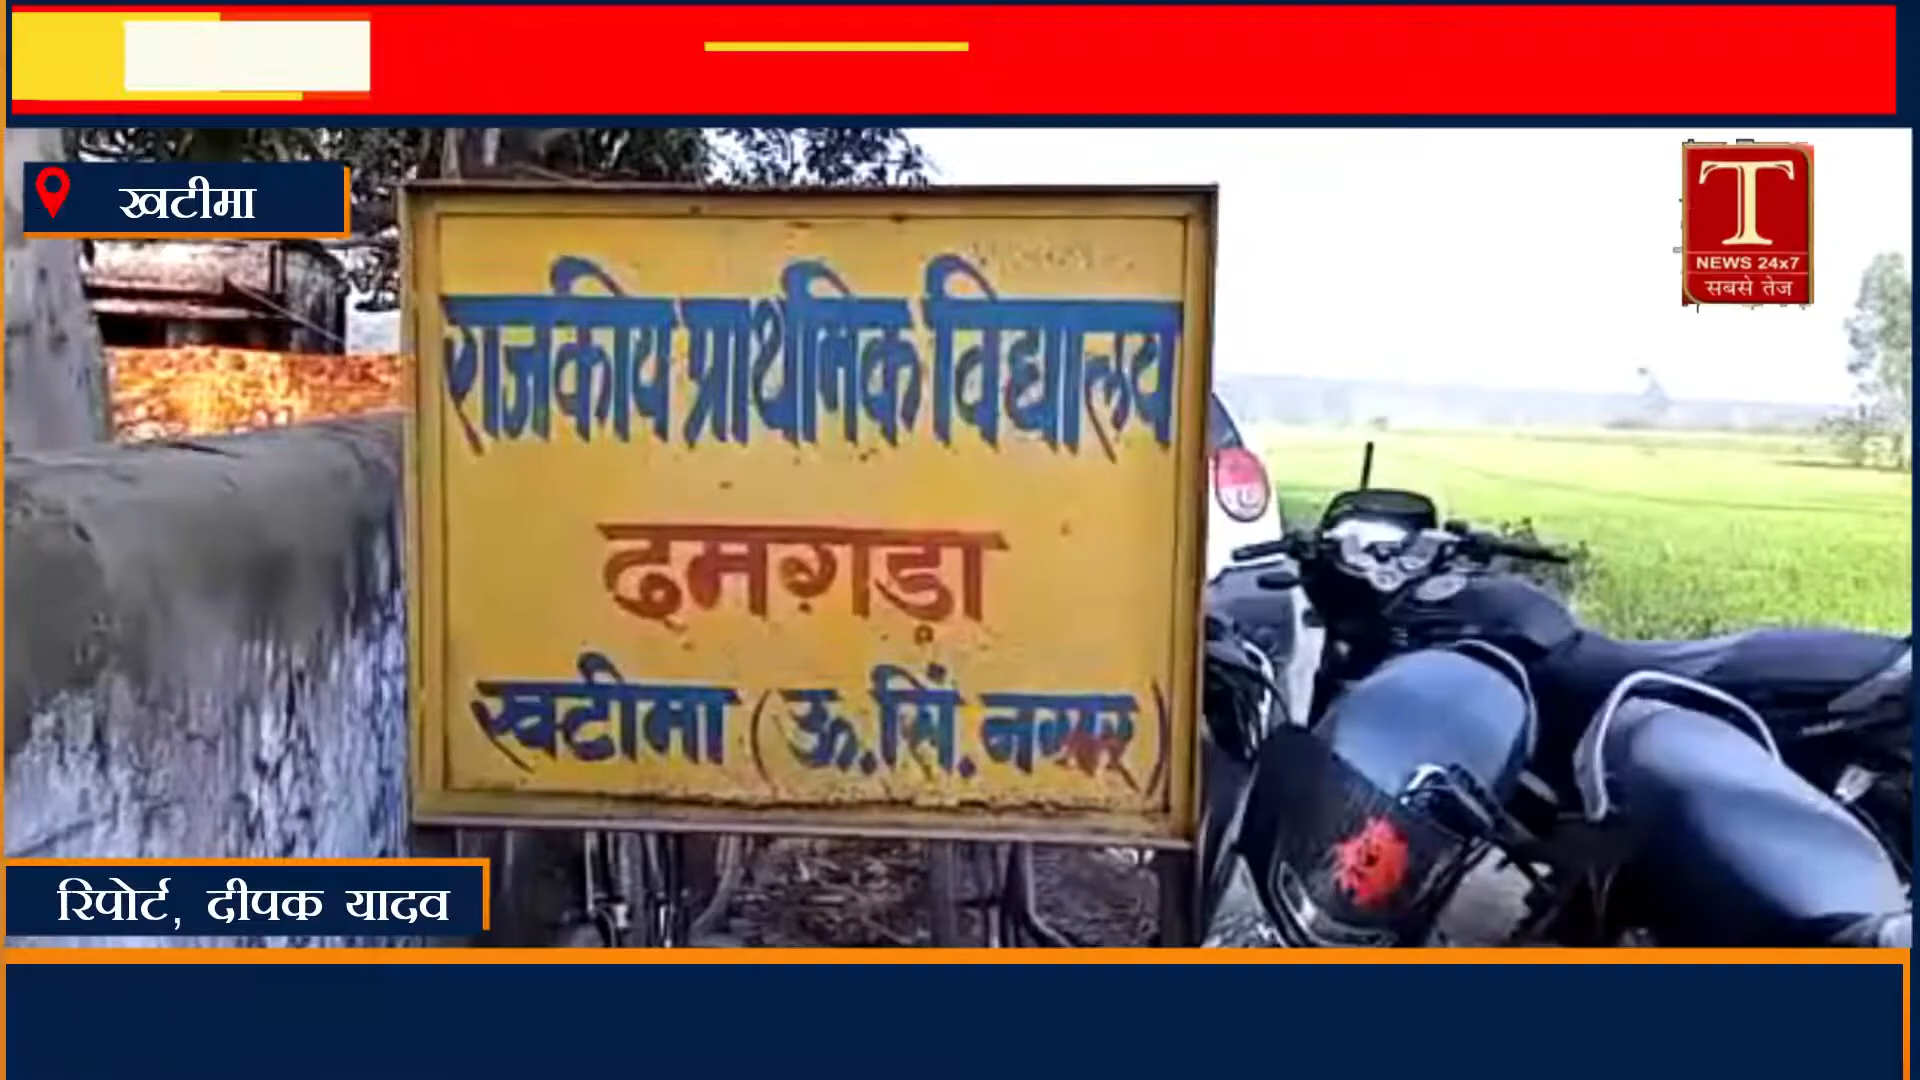 खटीमा
T
NEWS 24x7
सबसे तेज
राजकीय प्राथमिक विद्यालय
दमगड़ा
खटीमा (ऊ.सिं.नगर)
रिपोर्ट, दीपक यादव